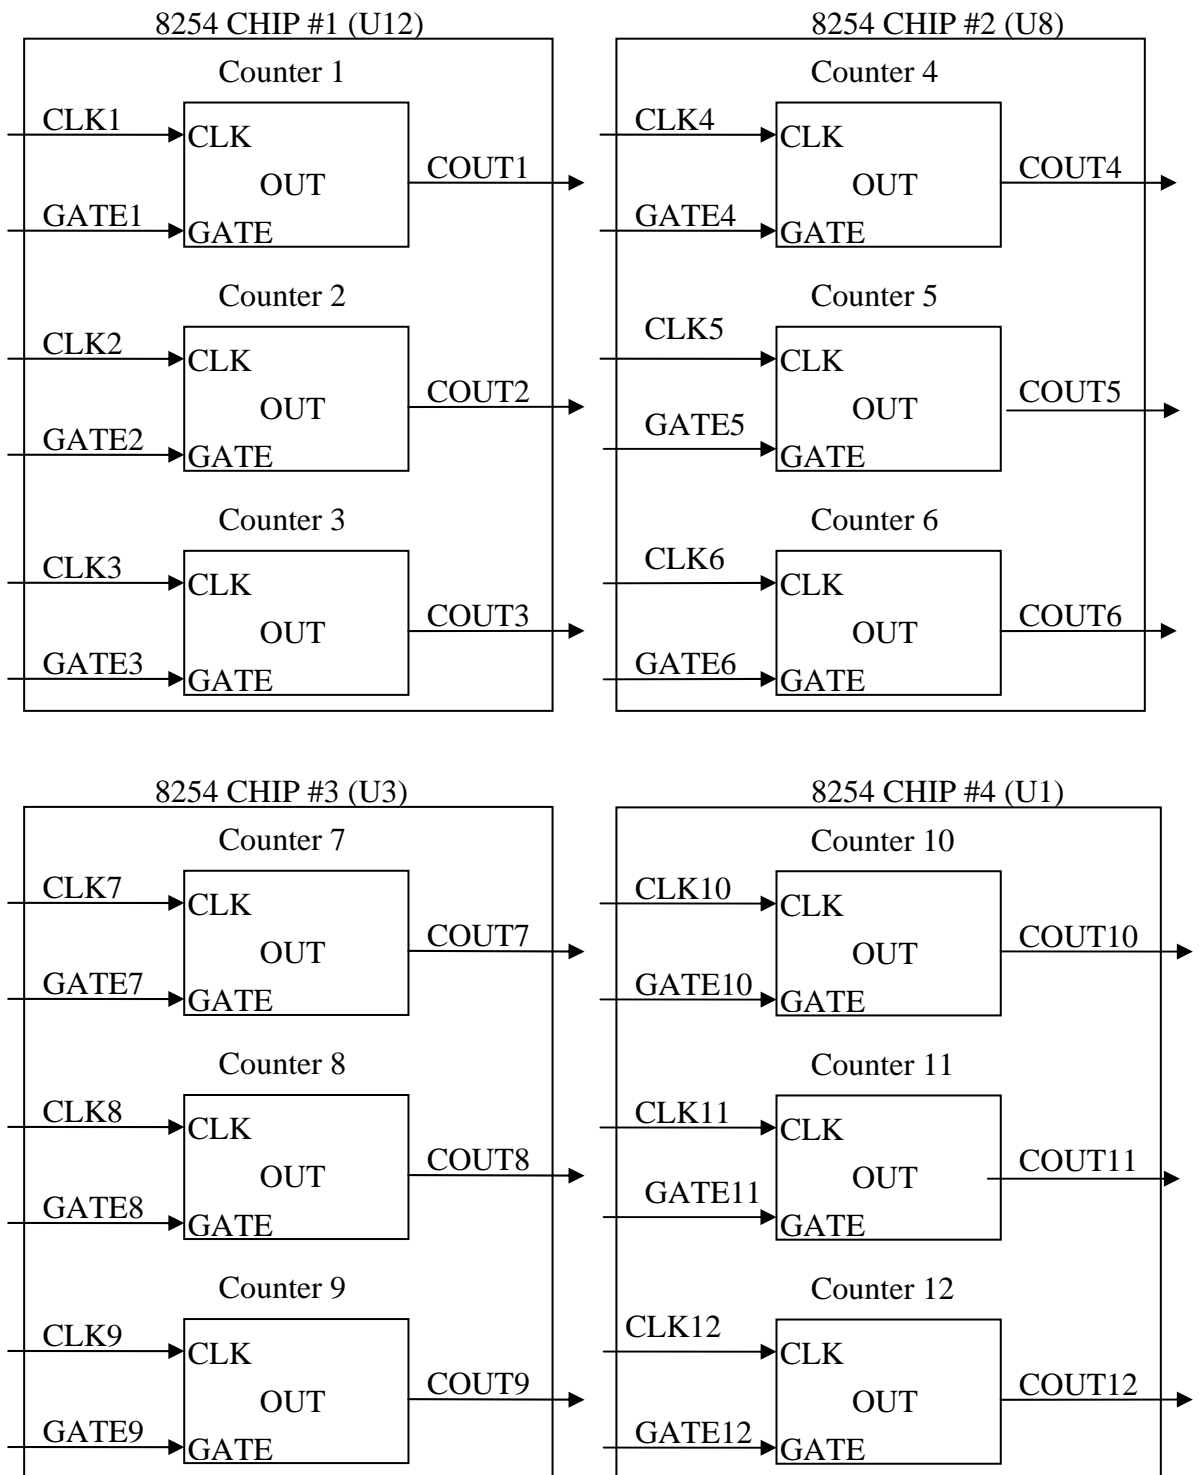 8254 CHIP #1 (U12)
Counter 1
CLK1
CLK
OUT
COUT1
GATE1
GATE
Counter 2
CLK2
CLK
OUT
COUT2
GATE2
GATE
Counter 3
CLK3
CLK
OUT
COUT3
GATE3
GATE
8254 CHIP #2 (U8)
Counter 4
CLK4
CLK
OUT
COUT4
GATE4
GATE
Counter 5
CLK5
CLK
OUT
COUT5
GATE5
GATE
Counter 6
CLK6
CLK
OUT
COUT6
GATE6
GATE
8254 CHIP #3 (U3)
Counter 7
CLK7
CLK
OUT
COUT7
GATE7
GATE
Counter 8
CLK8
CLK
OUT
COUT8
GATE8
GATE
Counter 9
CLK9
CLK
OUT
COUT9
GATE9
GATE
8254 CHIP #4 (U1)
Counter 10
CLK10
CLK
OUT
COUT10
GATE10
GATE
Counter 11
CLK11
CLK
OUT
COUT11
GATE11
GATE
Counter 12
CLK12
CLK
OUT
COUT12
GATE12
GATE